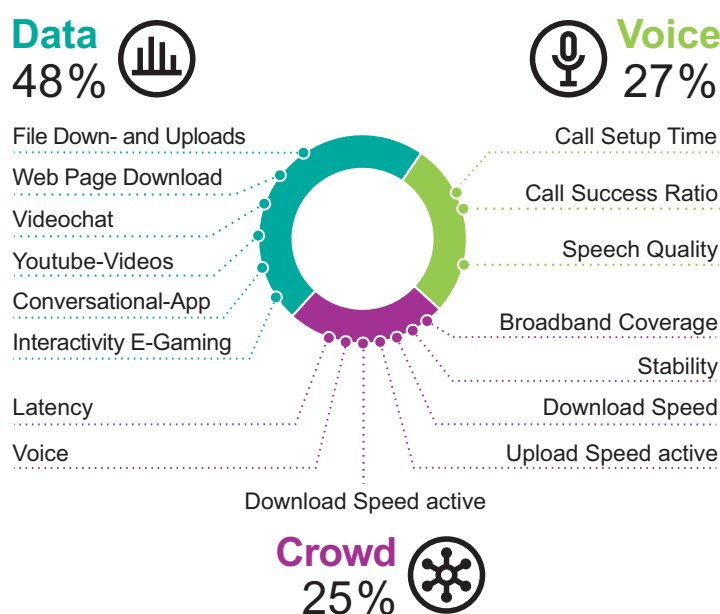 Data
48%
Voice
27%
File Down- and Uploads
Web Page Download
Videochat
Youtube-Videos
Conversational-App
Interactivity E-Gaming
Latency
Voice
Call Setup Time
Call Success Ratio
Speech Quality
Broadband Coverage
Stability
Download Speed
Upload Speed active
Download Speed active
Crowd
25%